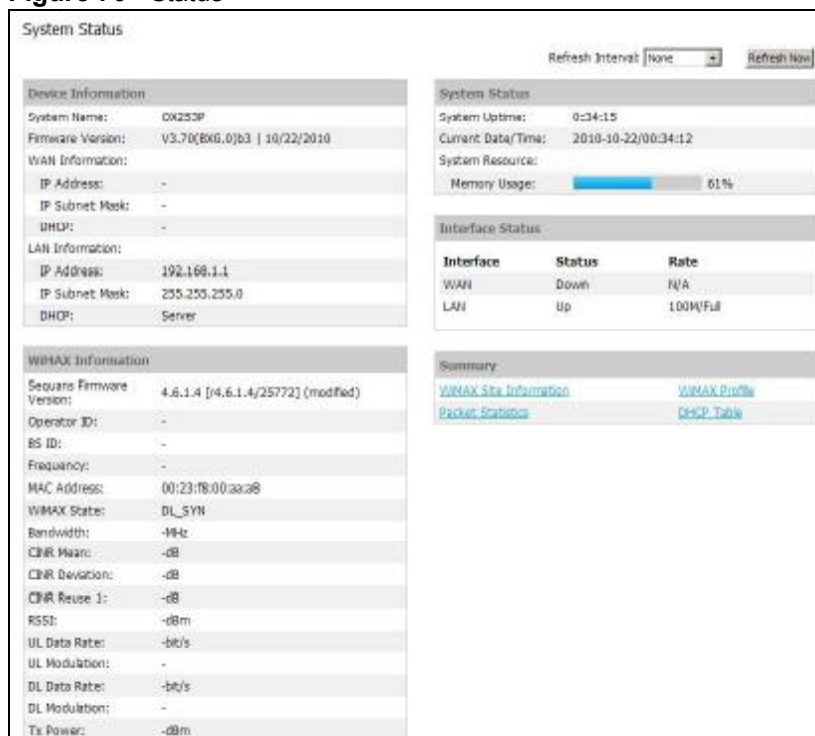 System Status
Refresh Interval: None
Refresh Now
Device Information
System Name: OX253P
Firmware Version: V3.70(BXG.0)b3 | 10/22/2010
WAN Information:
IP Address: -
IP Subnet Mask: -
DHCP: -
LAN Information:
IP Address: 192.168.1.1
IP Subnet Mask: 255.255.255.0
DHCP: Server
WiMAX Information
Sequans Firmware Version: 4.6.1.4 [r4.6.1.4/25772] (modified)
Operator ID: -
BS ID: -
Frequency: -
MAC Address: 00:23:f8:00:aa:a8
WiMAX State: DL_SYN
Bandwidth: -MHz
CINR Mean: -dB
CINR Deviation: -dB
CINR Reuse 1: -dB
RSSI: -dBm
UL Data Rate: -bit/s
UL Modulation: -
DL Data Rate: -bit/s
DL Modulation: -
Tx Power: -dBm
System Status
System Uptime: 0:34:15
Current Date/Time: 2010-10-22/00:34:12
System Resource:
Memory Usage: 61%
Interface Status
Interface Status Rate
WAN Down N/A
LAN Up 100M/Full
Summary
WiMAX Site Information WiMAX Profile
Packet Statistics DHCP Table